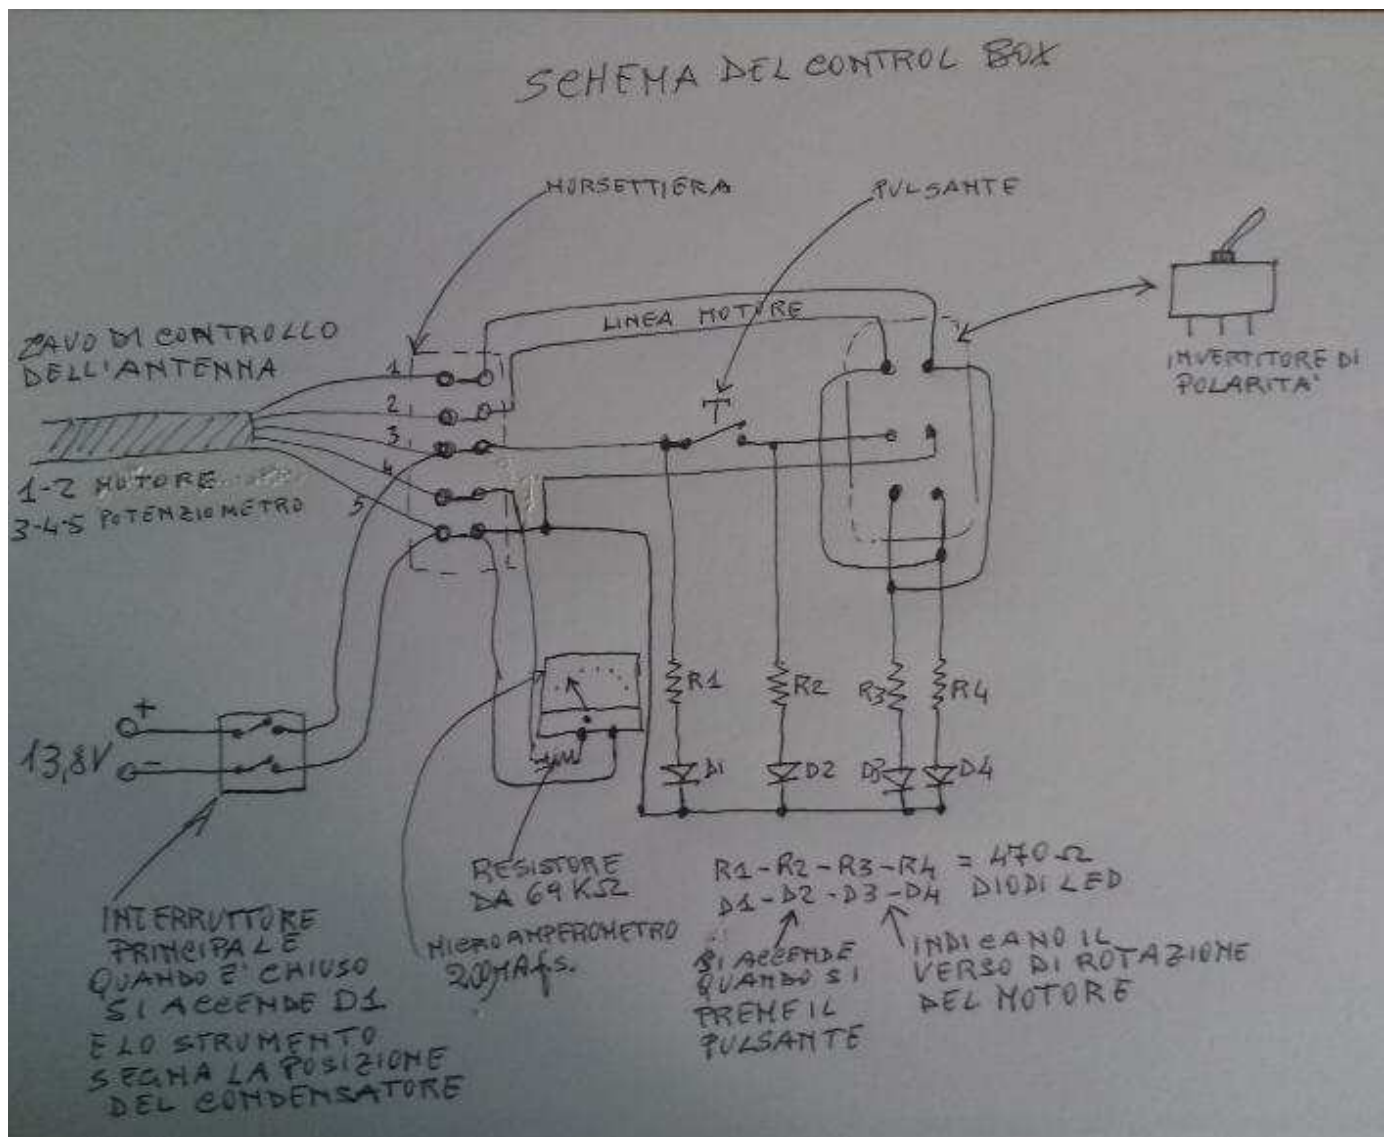 SCHEMA DEL CONTROL BOX
MORSETTIERA
PULSANTE
LINEA MOTORE
INVERTITORE DI
POLARITA'
CAVO DI CONTROLLO
DELL'ANTENNA
1
2
3
4
5
1-2 MOTORE
3-4-5 POTENZIOMETRO
+
13,8V
-
R1
R2
R3
R4
D1
D2
D3
D4
INTERRUTTORE
PRINCIPALE
QUANDO E' CHIUSO
SI ACCENDE D1
E LO STRUMENTO
SEGNA LA POSIZIONE
DEL CONDENSATORE
RESISTORE
DA 69 KΩ
MICROAMPEROMETRO
f.s.
R1-R2-R3-R4 = 470Ω
D1-D2-D3-D4 DIODI LED
SI ACCENDE
QUANDO SI
PREME IL
PULSANTE
INDICANO IL
VERSO DI ROTAZIONE
DEL MOTORE